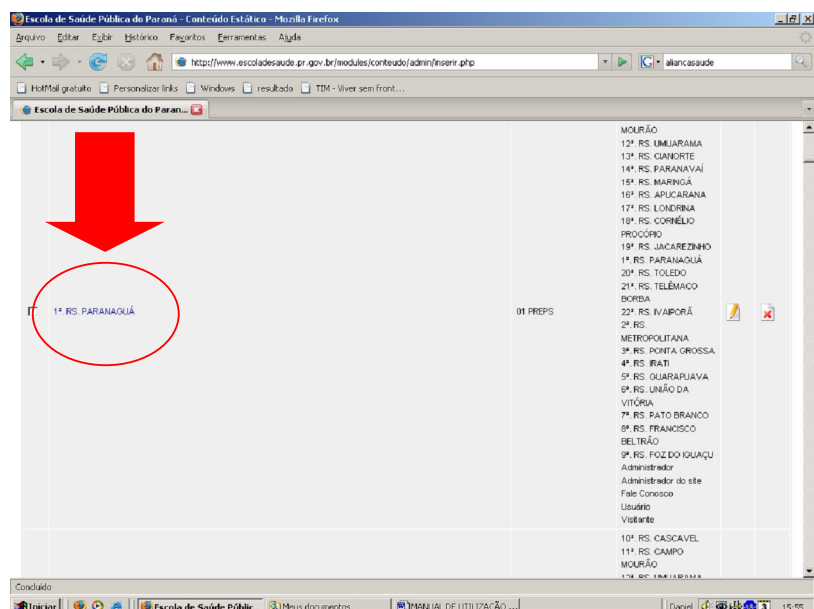 Escola de Saúde Pública do Paraná - Conteúdo Estático - Mozilla Firefox
Arquivo Editar Exibir Histórico Favoritos Ferramentas Ajuda
http://www.escoladesaude.pr.gov.br/modules/conteudo/admin/inserir.php
aliancasaude
HotMail gratuito Personalizar links Windows resultado TIM - Viver sem front...
Escola de Saúde Pública do Paran...
MOURÃO
12ª. RS. UMUARAMA
13ª. RS. CIANORTE
14ª. RS. PARANAVAÍ
15ª. RS. MARINGÁ
16ª. RS. APUCARANA
17ª. RS. LONDRINA
18ª. RS. CORNÉLIO
PROCÓPIO
19ª. RS. JACAREZINHO
1ª. RS. PARANAGUÁ
20ª. RS. TOLEDO
21ª. RS. TELÊMACO
BORBA
1ª. RS. PARANAGUÁ 01 PREPS 22ª. RS. IVAIPORÃ
2ª. RS.
METROPOLITANA
3ª. RS. PONTA GROSSA
4ª. RS. IRATI
5ª. RS. GUARAPUAVA
6ª. RS. UNIÃO DA
VITÓRIA
7ª. RS. PATO BRANCO
8ª. RS. FRANCISCO
BELTRÃO
9ª. RS. FOZ DO IGUAÇU
Administrador
Administrador do site
Fale Conosco
Usuário
Visitante
10ª. RS. CASCAVEL
11ª. RS. CAMPO
MOURÃO
12ª. RS. UMUARAMA
Concluído
Iniciar Escola de Saúde Públic... Meus documentos MANUAL DE UTILIZAÇÃO ... Daniel 3 15:55